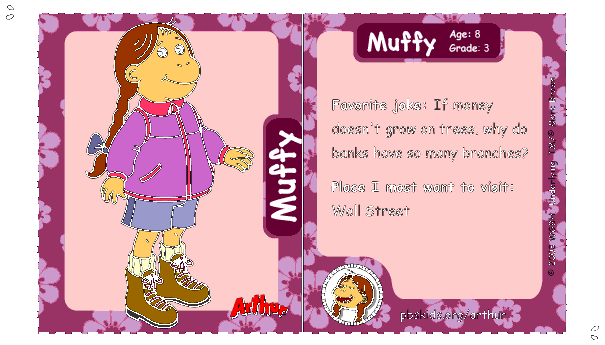 Muffy
Arthur
Muffy
Age: 8
Grade: 3
Favorite joke: If money
doesn't grow on trees, why do
banks have so many branches?
Place I most want to visit:
Wall Street
pbskids.org/arthur